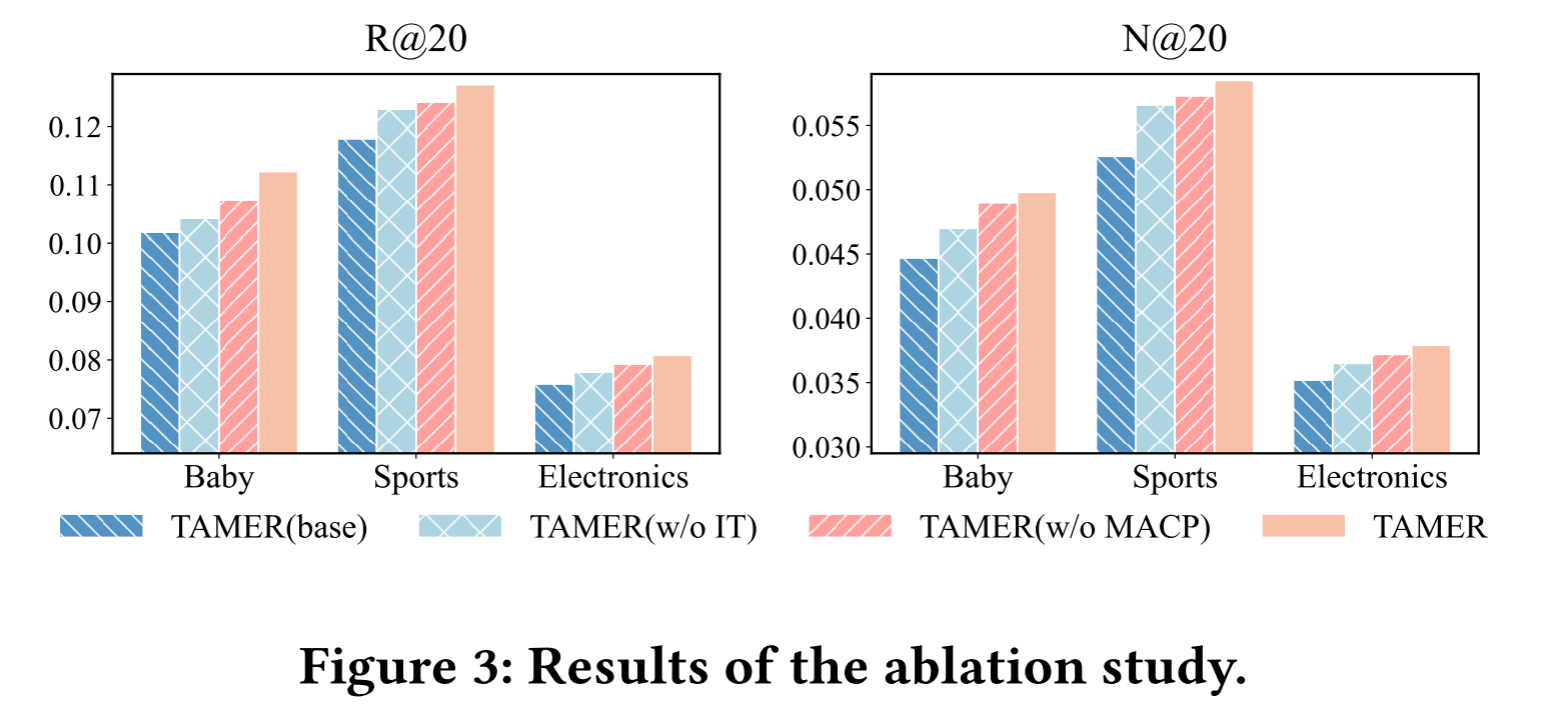 R@20
0.12
0.11
0.10
0.09
0.08
0.07
Baby Sports Electronics
N@20
0.055
0.050
0.045
0.040
0.035
0.030
Baby Sports Electronics
TAMER(base) TAMER(w/o IT) TAMER(w/o MACP) TAMER
Figure 3: Results of the ablation study.